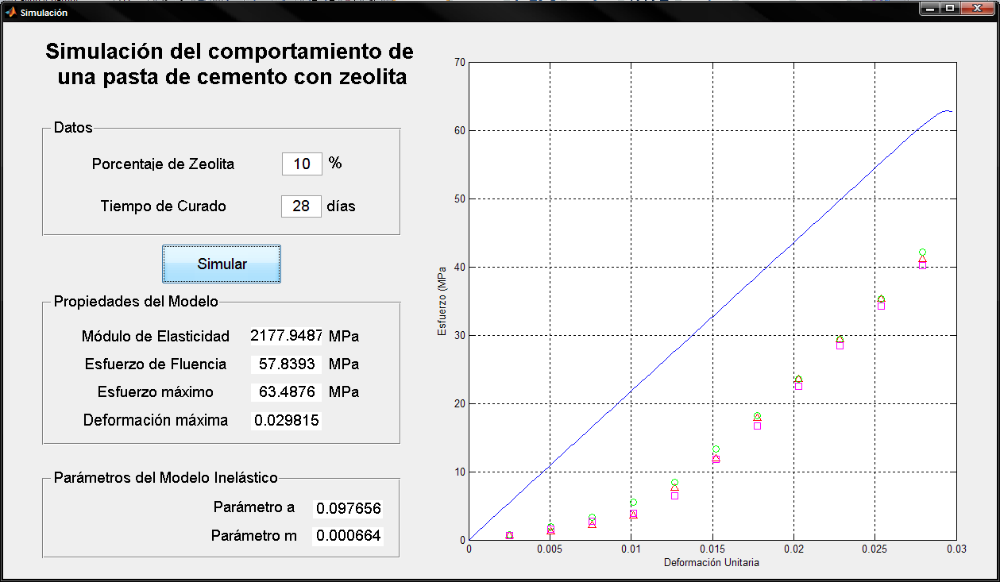 Simulación
Simulación del comportamiento de
una pasta de cemento con zeolita
Datos
Porcentaje de Zeolita 10 %
Tiempo de Curado 28 días
Simular
Propiedades del Modelo
Módulo de Elasticidad 2177.9487 MPa
Esfuerzo de Fluencia 57.8393 MPa
Esfuerzo máximo 63.4876 MPa
Deformación máxima 0.029815
Parámetros del Modelo Inelástico
Parámetro a 0.097656
Parámetro m 0.000664
70
60
50
40
30
20
10
0
Esfuerzo (MPa
0 0.005 0.01 0.015 0.02 0.025 0.03
Deformación Unitaria